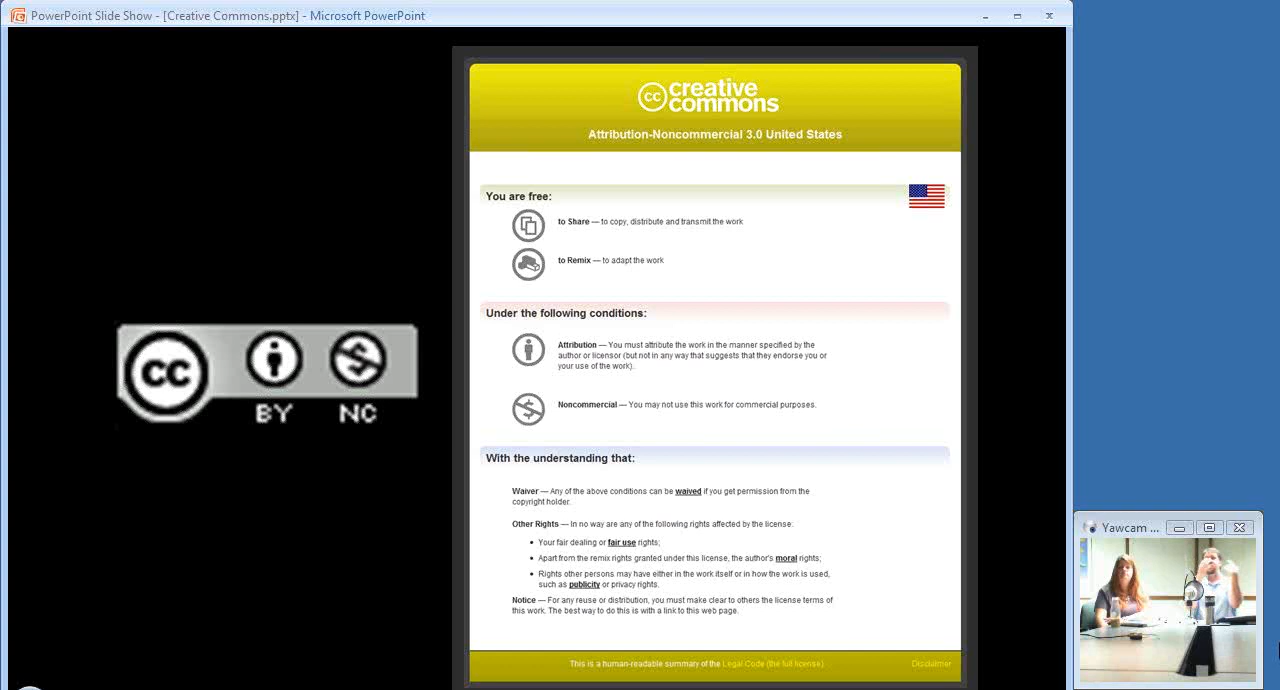 PowerPoint Slide Show - [Creative Commons.pptx] - Microsoft PowerPoint
cc creative
commons
Attribution-Noncommercial 3.0 United States
You are free:
to Share — to copy, distribute and transmit the work
to Remix — to adapt the work
Under the following conditions:
Attribution — You must attribute the work in the manner specified by the
author or licensor (but not in any way that suggests that they endorse you or
your use of the work).
Noncommercial — You may not use this work for commercial purposes.
With the understanding that:
Waiver — Any of the above conditions can be waived if you get permission from the
copyright holder.
Other Rights — In no way are any of the following rights affected by the license:
• Your fair dealing or fair use rights;
• Apart from the remix rights granted under this license, the author's moral rights;
• Rights other persons may have either in the work itself or in how the work is used,
such as publicity or privacy rights.
Notice — For any reuse or distribution, you must make clear to others the license terms of
this work. The best way to do this is with a link to this web page.
This is a human-readable summary of the Legal Code (the full license).
Disclaimer
cc
BY NC
Yawcam ...